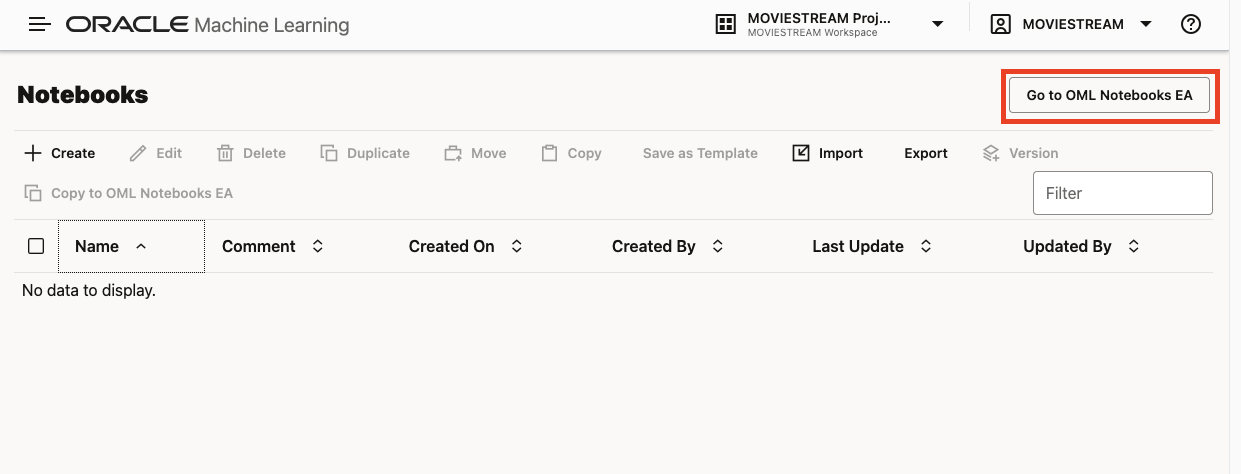 ORACLE Machine Learning
MOVIESTREAM Proj...
MOVIESTREAM Workspace
MOVIESTREAM
Notebooks
Go to OML Notebooks EA
Create Edit Delete Duplicate Move Copy Save as Template Import Export Version
Copy to OML Notebooks EA
Filter
Name Comment Created On Created By Last Update Updated By
No data to display.